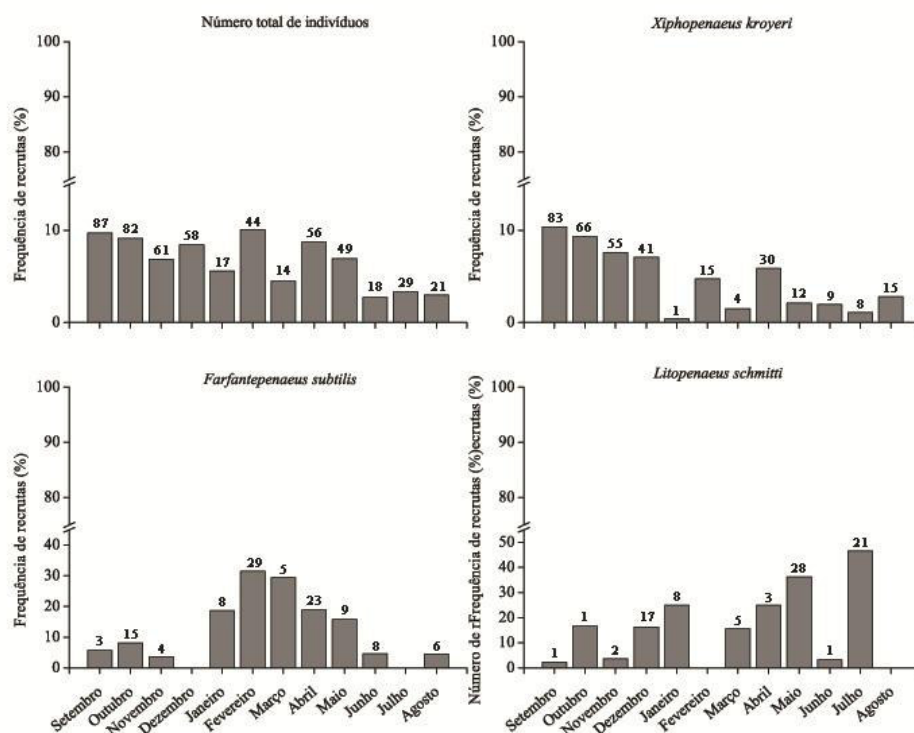 Número total de indivíduos
Frequência de recrutas (%)
100
90
80
10
0
87 82 61 58 17 44 14 56 49 18 29 21
Xiphopenaeus kroyeri
Frequência de recrutas (%)
100
90
80
10
0
83 66 55 41 1 15 4 30 12 9 8 15
Farfantepenaeus subtilis
Frequência de recrutas (%)
100
90
80
40
30
20
10
0
3 15 4 8 29 5 23 9 8 6
Setembro
Outubro
Novembro
Dezembro
Janeiro
Fevereiro
Março
Abril
Maio
Junho
Julho
Agosto
Litopenaeus schmitti
Número de rFrequência de recrutas (%)ecrutas (%)
100
90
80
50
40
30
20
10
0
1 1 2 17 8 5 3 28 1 21
Setembro
Outubro
Novembro
Dezembro
Janeiro
Fevereiro
Março
Abril
Maio
Junho
Julho
Agosto